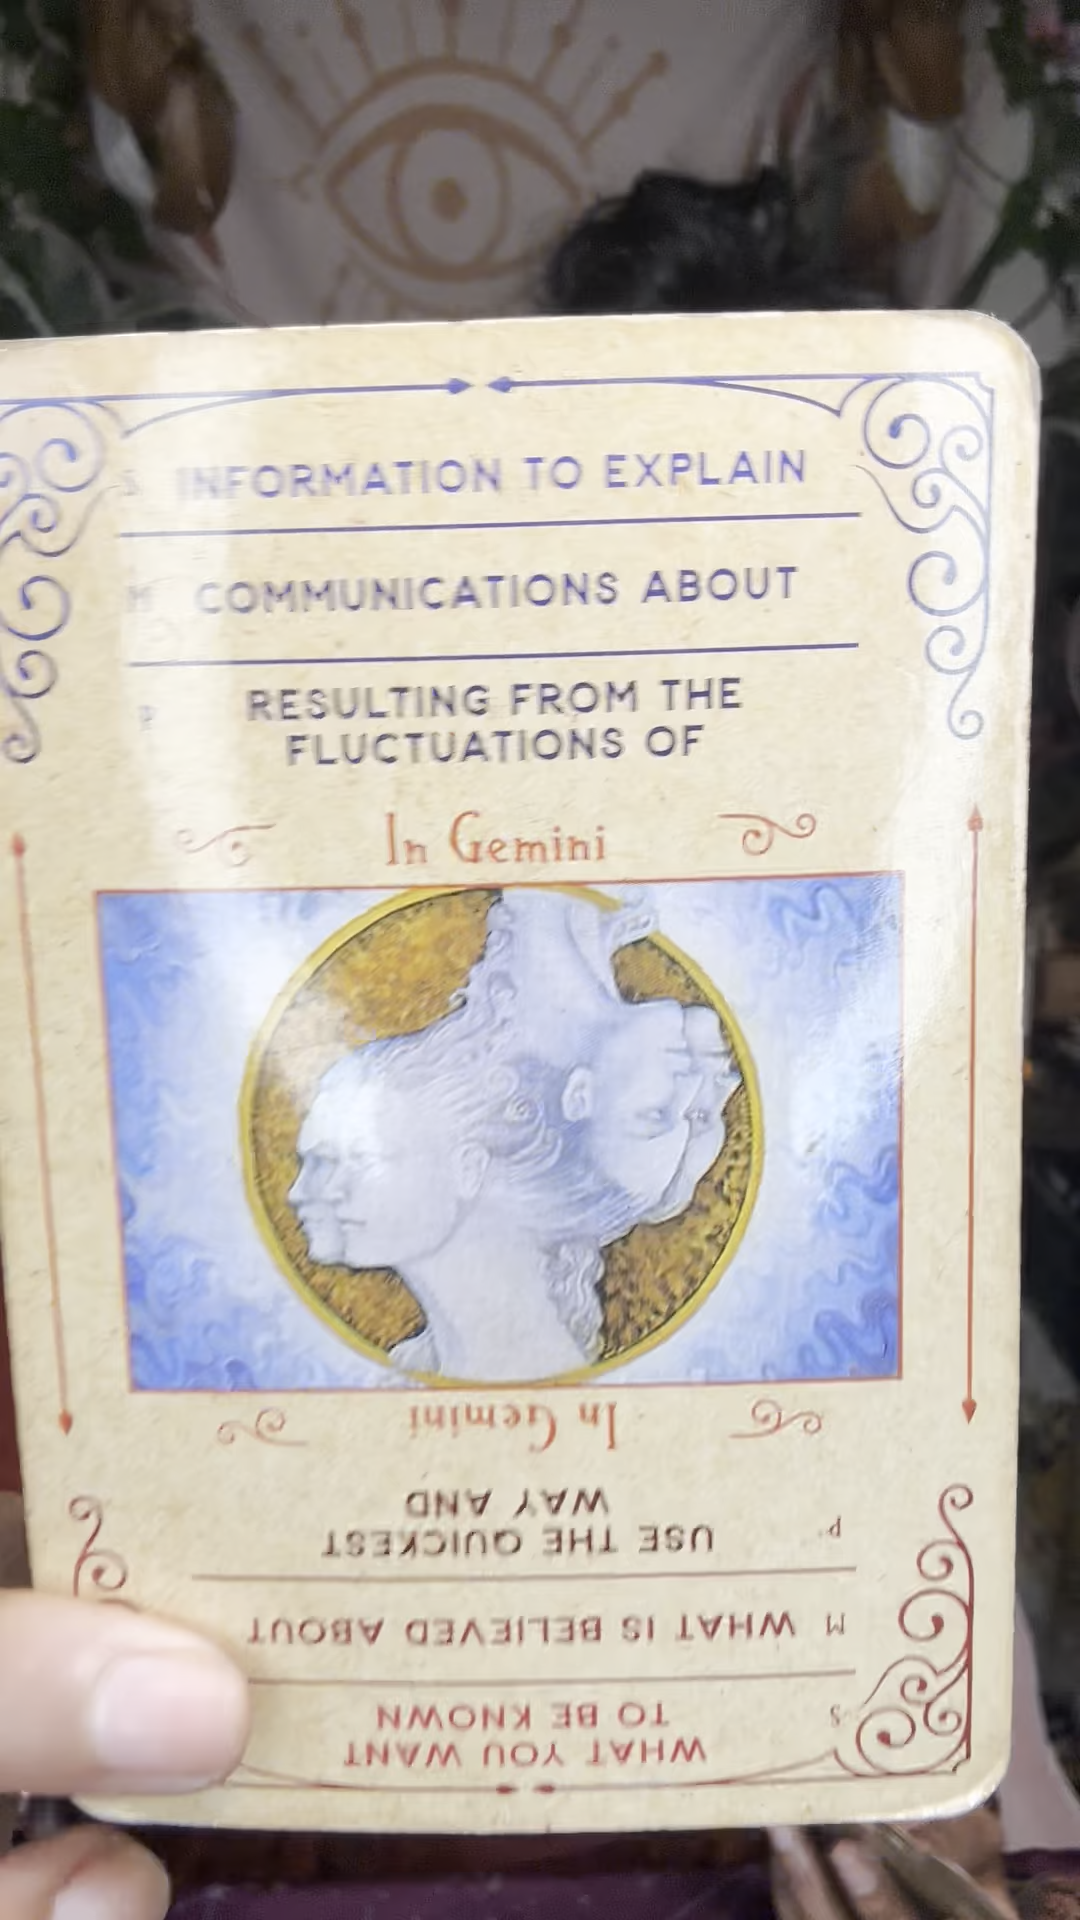 S INFORMATION TO EXPLAIN
M COMMUNICATIONS ABOUT
P RESULTING FROM THE
FLUCTUATIONS OF
In Gemini
In Gemini
WAY AND
USE THE QUICKEST P
M WHAT IS BELIEVED ABOUT
TO BE KNOWN
S WHAT YOU WANT